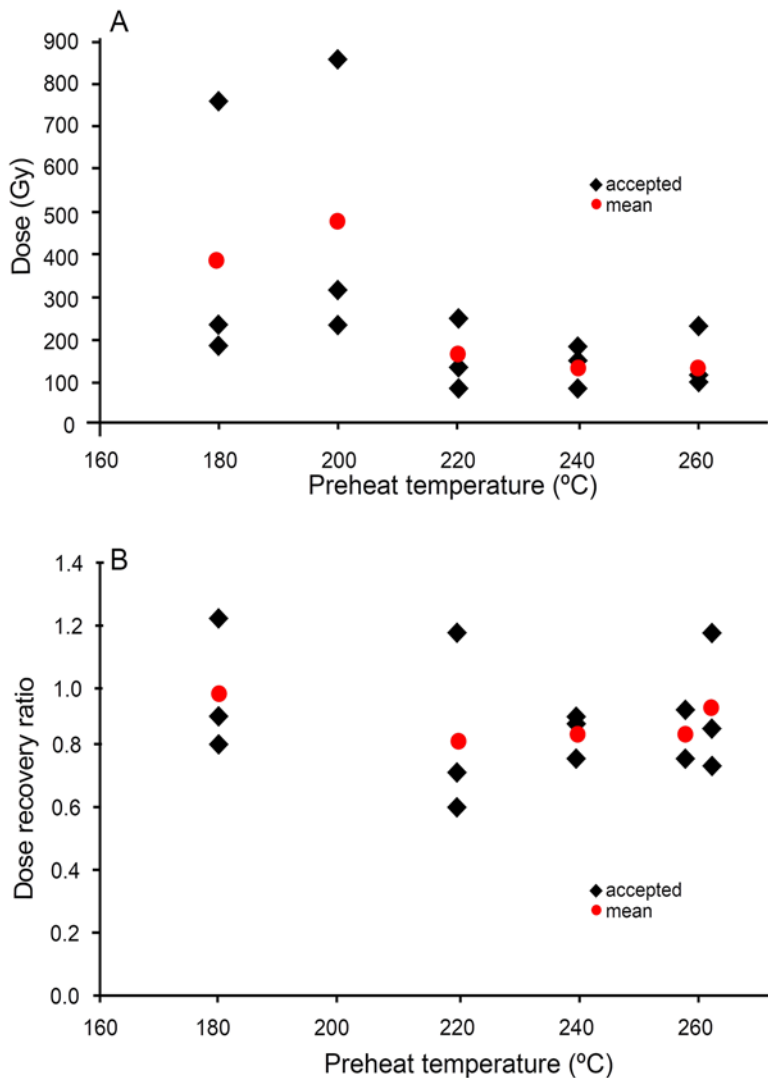 A
900
800
700
600
500
400
300
200
100
0
Dose (Gy)
accepted
mean
160 180 200 220 240 260
Preheat temperature (ºC)
B
1.4
1.2
1.0
0.8
0.6
0.4
0.2
0.0
Dose recovery ratio
accepted
mean
160 180 200 220 240 260
Preheat temperature (ºC)